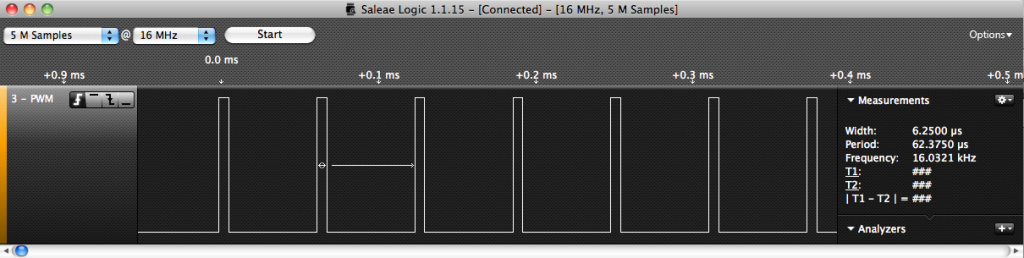 Saleae Logic 1.1.15 – [Connected] – [16 MHz, 5 M Samples]
5 M Samples @ 16 MHz Start Options
0.0 ms
+0.9 ms +0.1 ms +0.2 ms +0.3 ms +0.4 ms +0.5 m
3 – PWM
Measurements
Width: 6.2500 µs
Period: 62.3750 µs
Frequency: 16.0321 kHz
T1: ###
T2: ###
| T1 – T2 | = ###
Analyzers